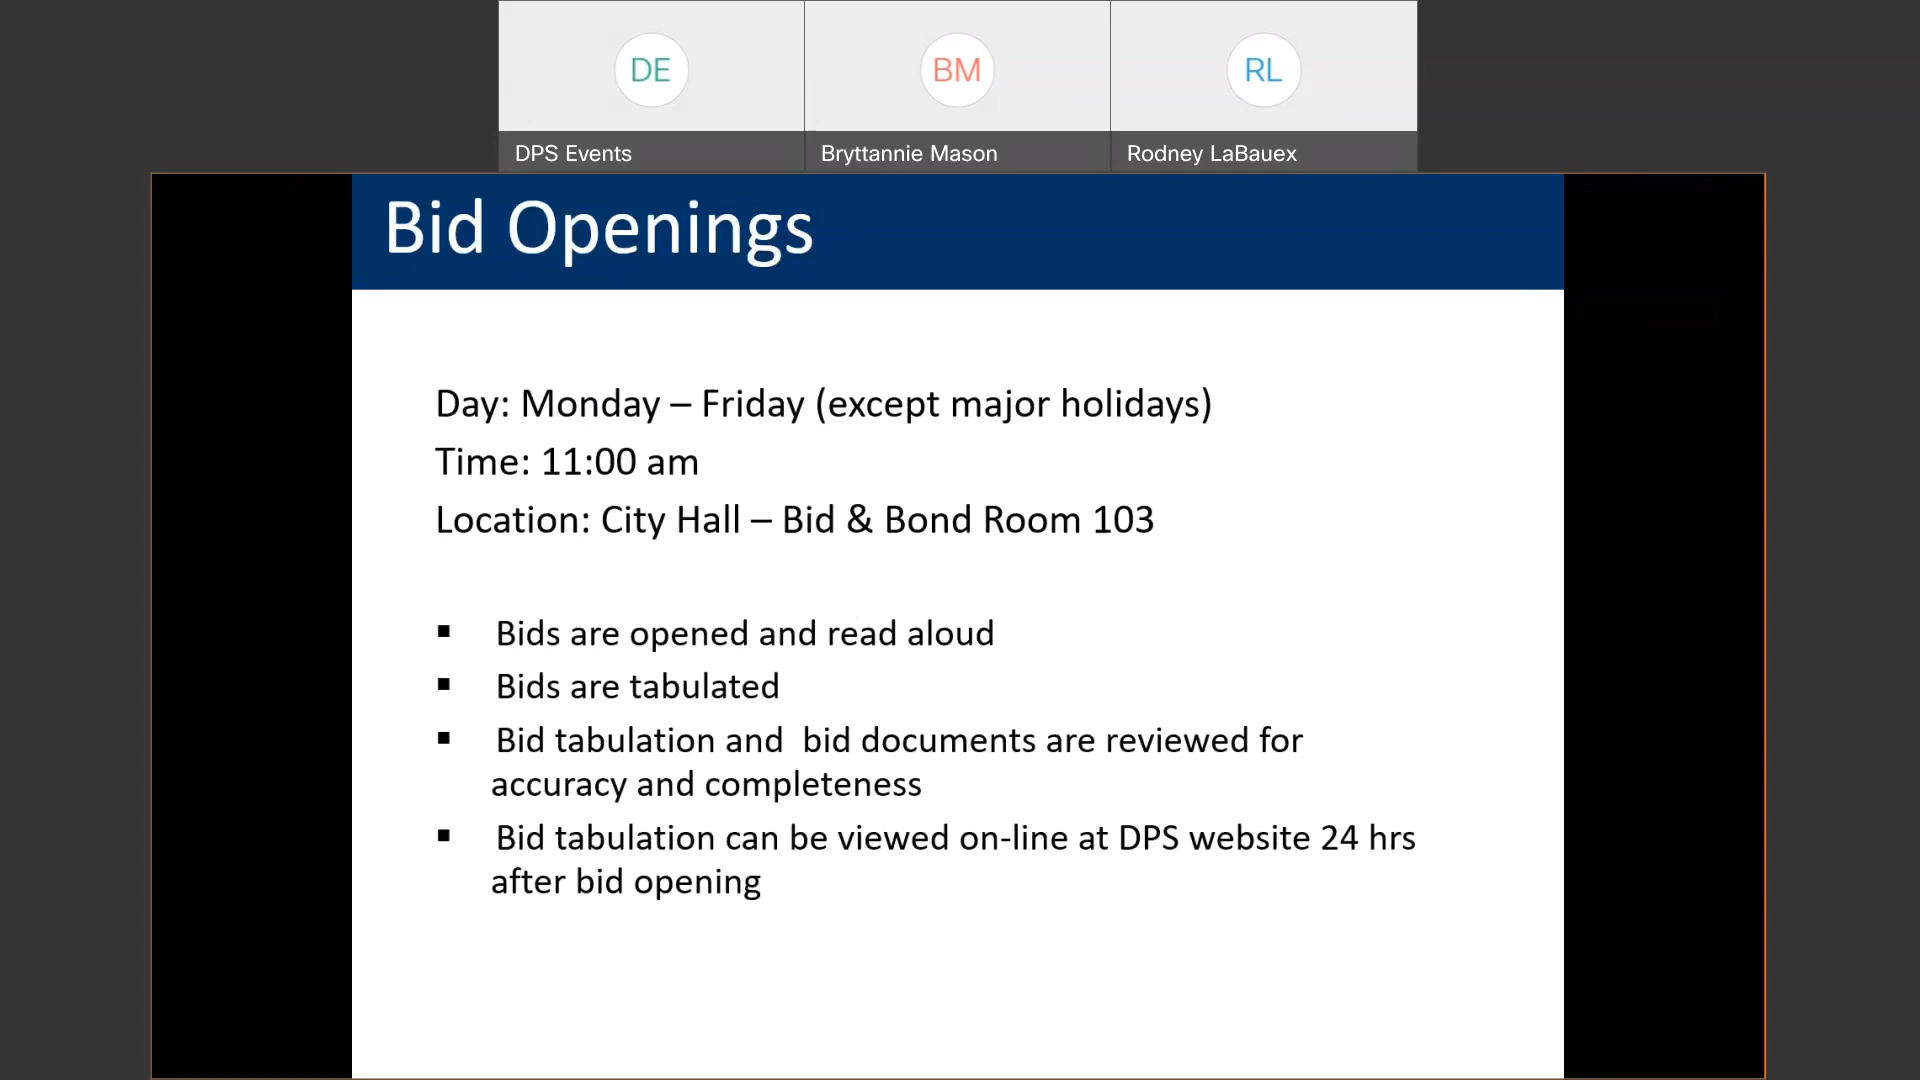 DE
BM
RL
DPS Events
Bryttannie Mason
Rodney LaBauex
Bid Openings
Day: Monday – Friday (except major holidays)
Time: 11:00 am
Location: City Hall – Bid & Bond Room 103
▪ Bids are opened and read aloud
▪ Bids are tabulated
▪ Bid tabulation and  bid documents are reviewed for
accuracy and completeness
▪ Bid tabulation can be viewed on-line at DPS website 24 hrs
after bid opening